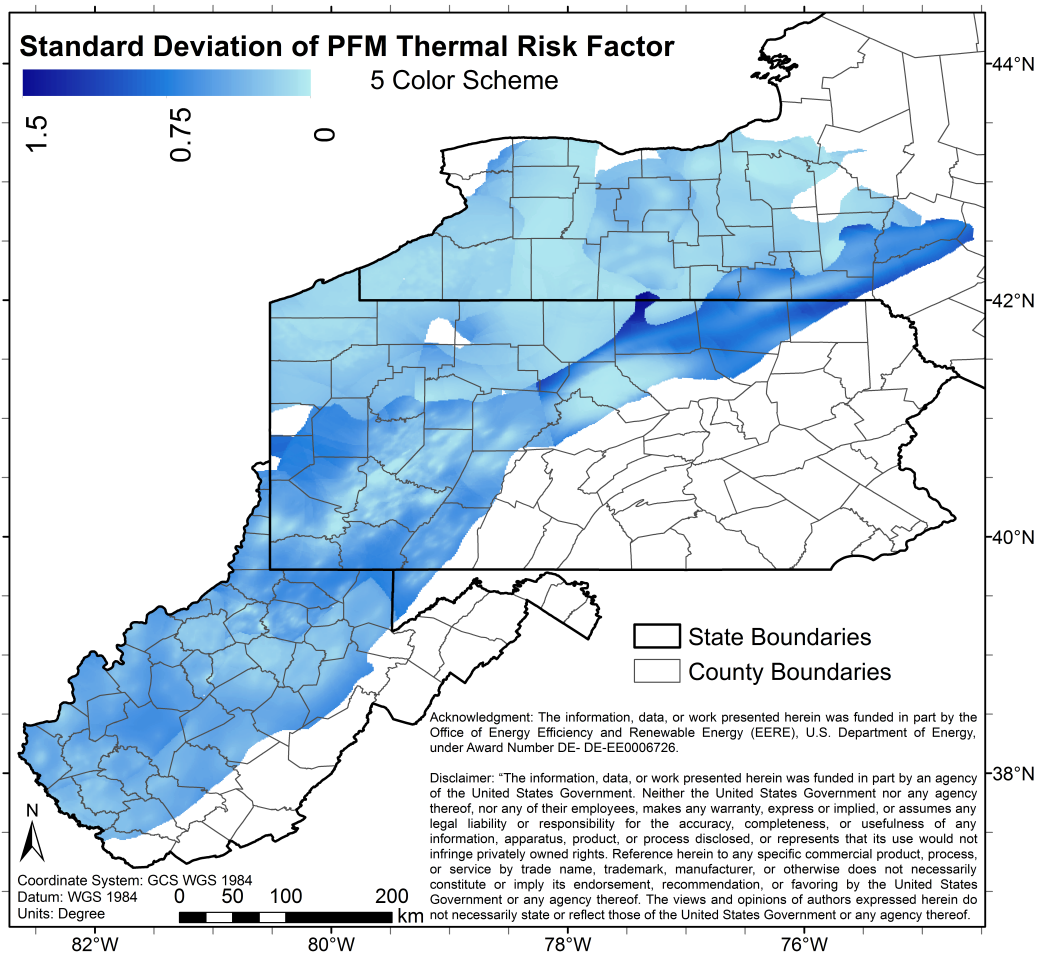 Standard Deviation of PFM Thermal Risk Factor
5 Color Scheme
1.5
0.75
0
44°N
42°N
40°N
State Boundaries
County Boundaries
Acknowledgment: The information, data, or work presented herein was funded in part by the
Office of Energy Efficiency and Renewable Energy (EERE), U.S. Department of Energy,
under Award Number DE- DE-EE0006726.
38°N
Disclaimer: “The information, data, or work presented herein was funded in part by an agency
of the United States Government. Neither the United States Government nor any agency
thereof, nor any of their employees, makes any warranty, express or implied, or assumes any
legal liability or responsibility for the accuracy, completeness, or usefulness of any
information, apparatus, product, or process disclosed, or represents that its use would not
infringe privately owned rights. Reference herein to any specific commercial product, process,
or service by trade name, trademark, manufacturer, or otherwise does not necessarily
constitute or imply its endorsement, recommendation, or favoring by the United States
Government or any agency thereof. The views and opinions of authors expressed herein do
not necessarily state or reflect those of the United States Government or any agency thereof.
N
Coordinate System: GCS WGS 1984
Datum: WGS 1984
Units: Degree
0 50 100 200
km
82°W 80°W 78°W 76°W